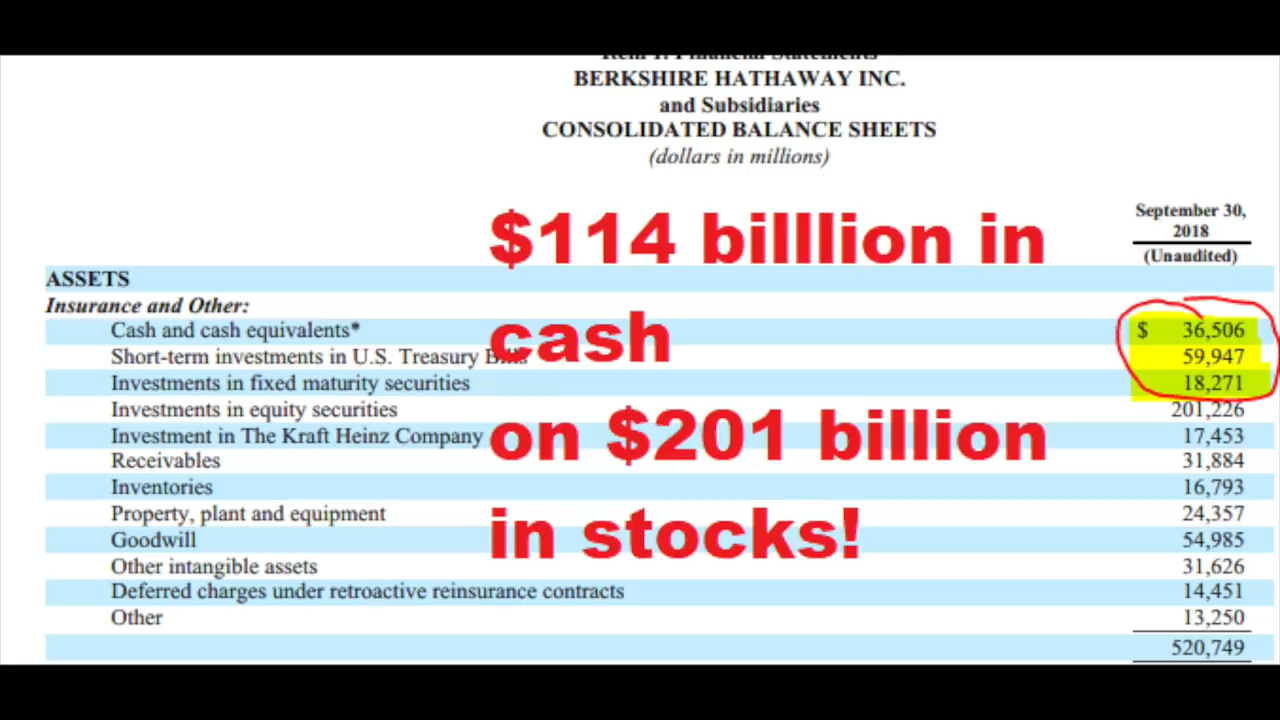 Item 1. Financial Statements
BERKSHIRE HATHAWAY INC.
and Subsidiaries
CONSOLIDATED BALANCE SHEETS
(dollars in millions)
September 30,
2018
(Unaudited)
$114 billlion in
cash
on $201 billion
in stocks!
ASSETS
Insurance and Other:
Cash and cash equivalents* $ 36,506
Short-term investments in U.S. Treasury Bills 59,947
Investments in fixed maturity securities 18,271
Investments in equity securities 201,226
Investment in The Kraft Heinz Company 17,453
Receivables 31,884
Inventories 16,793
Property, plant and equipment 24,357
Goodwill 54,985
Other intangible assets 31,626
Deferred charges under retroactive reinsurance contracts 14,451
Other 13,250
520,749